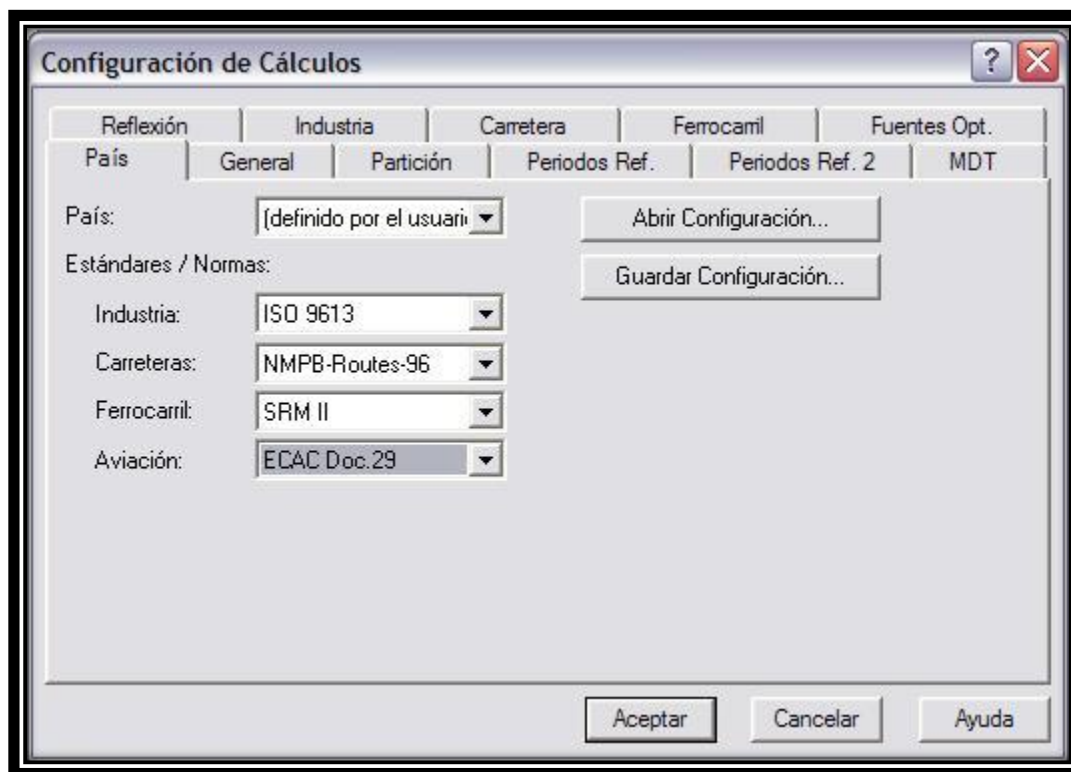 Configuración de Cálculos
?
Reflexión Industria Carretera Ferrocarril Fuentes Opt.
País General Partición Periodos Ref. Periodos Ref. 2 MDT
País: (definido por el usuari Abrir Configuración...
Estándares / Normas: Guardar Configuración...
Industria: ISO 9613
Carreteras: NMPB-Routes-96
Ferrocarril: SRM II
Aviación: ECAC Doc.29
Aceptar Cancelar Ayuda